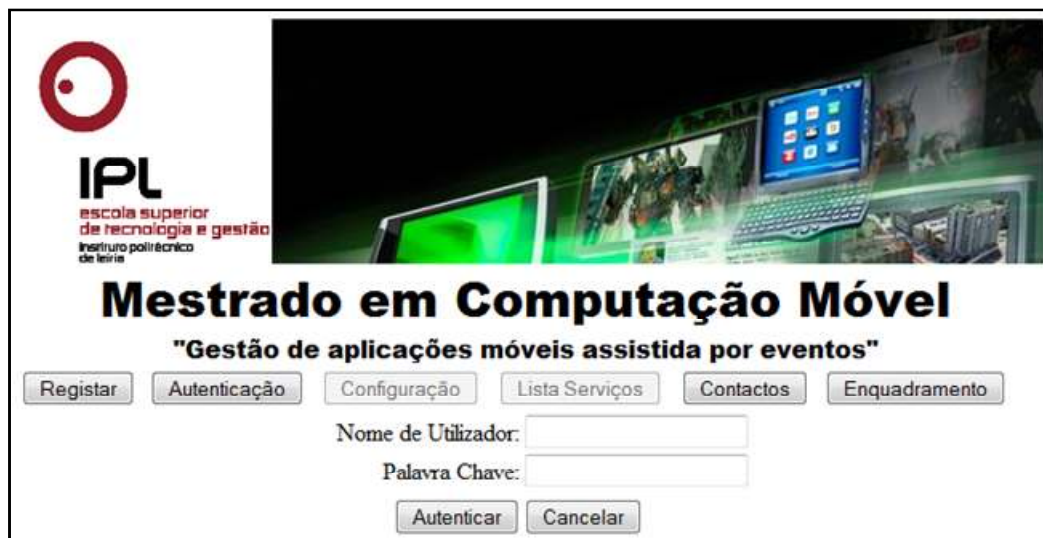 IPL
escola superior
de tecnologia e gestão
instituto politécnico
de leiria
Mestrado em Computação Móvel
"Gestão de aplicações móveis assistida por eventos"
Registar Autenticação Configuração Lista Serviços Contactos Enquadramento
Nome de Utilizador:
Palavra Chave:
Autenticar Cancelar